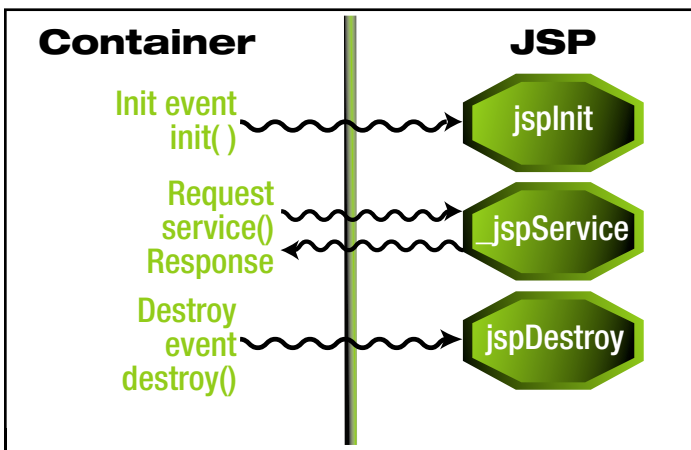 Container
JSP
Init event
init( )
jspInit
Request
service()
Response
_jspService
Destroy
event
destroy()
jspDestroy